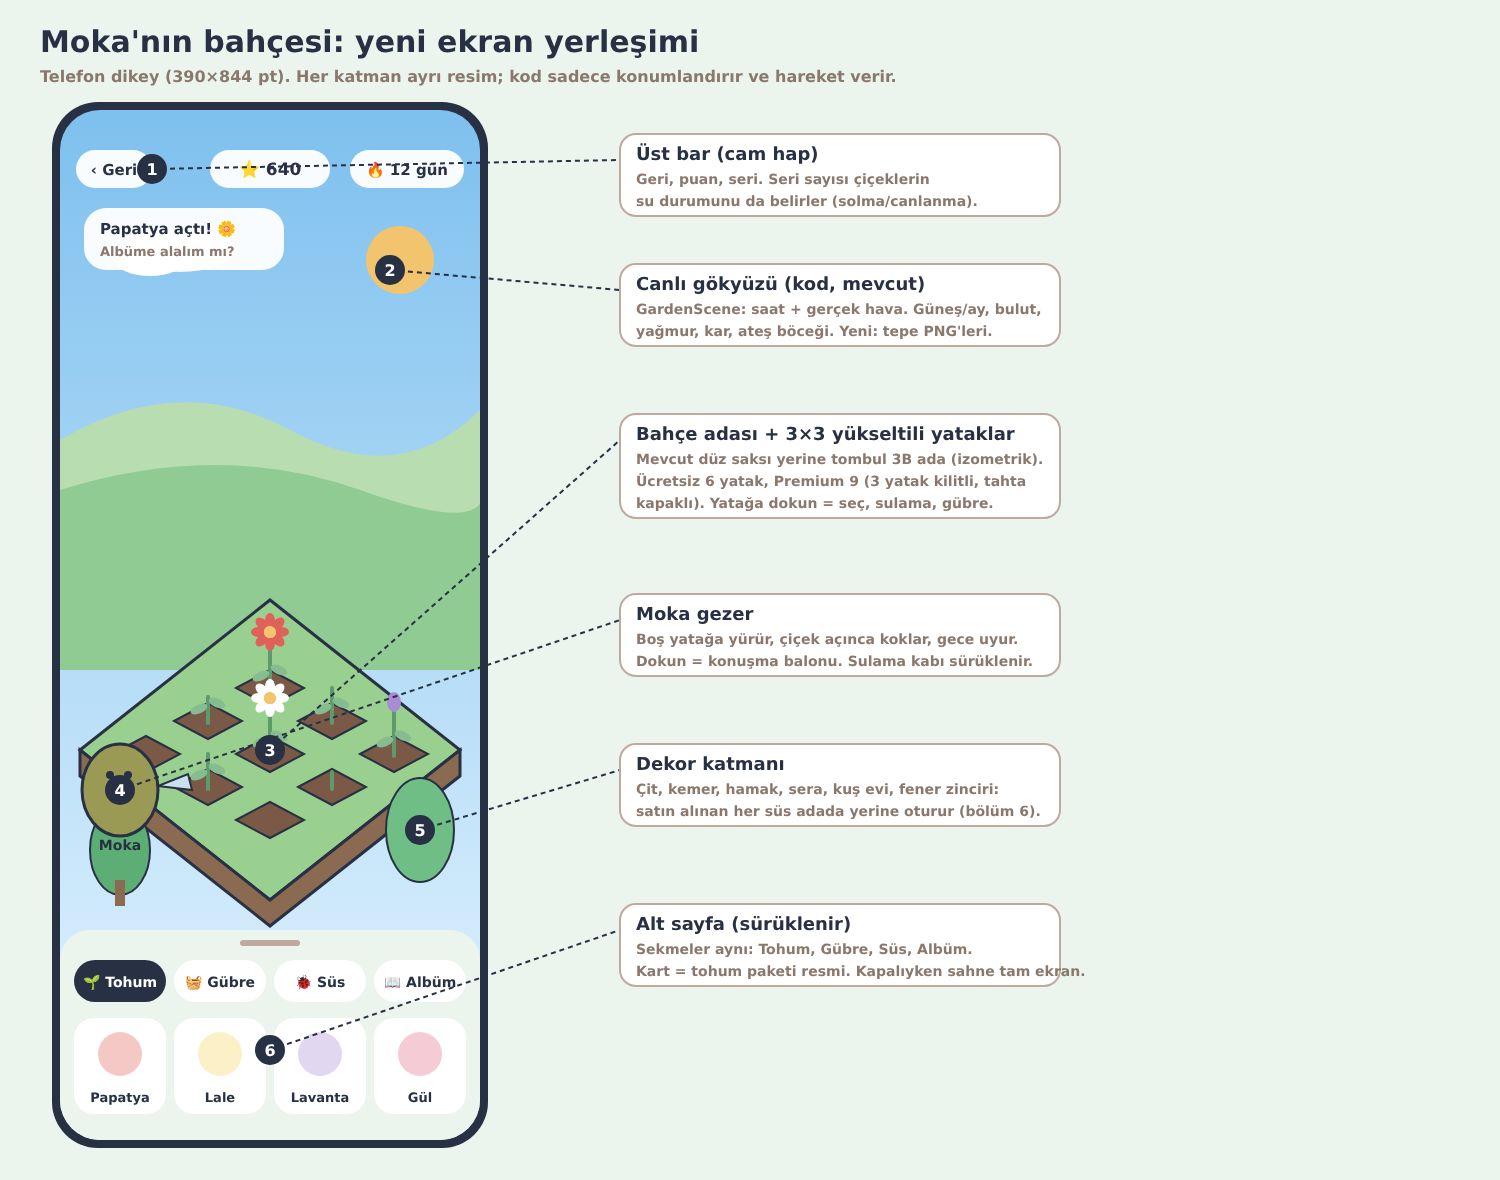 Moka'nın bahçesi: yeni ekran yerleşimi
Telefon dikey (390×844 pt). Her katman ayrı resim; kod sadece konumlandırır ve hareket verir.
‹ Geri
1
⭐ 640
🔥 12 gün
Papatya açtı! 🌼
Albüme alalım mı?
2
3
4
Moka
5
🌱 Tohum
🧺 Gübre
🐞 Süs
📖 Albüm
6
Papatya
Lale
Lavanta
Gül
Üst bar (cam hap)
Geri, puan, seri. Seri sayısı çiçeklerin
su durumunu da belirler (solma/canlanma).
Canlı gökyüzü (kod, mevcut)
GardenScene: saat + gerçek hava. Güneş/ay, bulut,
yağmur, kar, ateş böceği. Yeni: tepe PNG'leri.
Bahçe adası + 3×3 yükseltili yataklar
Mevcut düz saksı yerine tombul 3B ada (izometrik).
Ücretsiz 6 yatak, Premium 9 (3 yatak kilitli, tahta
kapaklı). Yatağa dokun = seç, sulama, gübre.
Moka gezer
Boş yatağa yürür, çiçek açınca koklar, gece uyur.
Dokun = konuşma balonu. Sulama kabı sürüklenir.
Dekor katmanı
Çit, kemer, hamak, sera, kuş evi, fener zinciri:
satın alınan her süs adada yerine oturur (bölüm 6).
Alt sayfa (sürüklenir)
Sekmeler aynı: Tohum, Gübre, Süs, Albüm.
Kart = tohum paketi resmi. Kapalıyken sahne tam ekran.